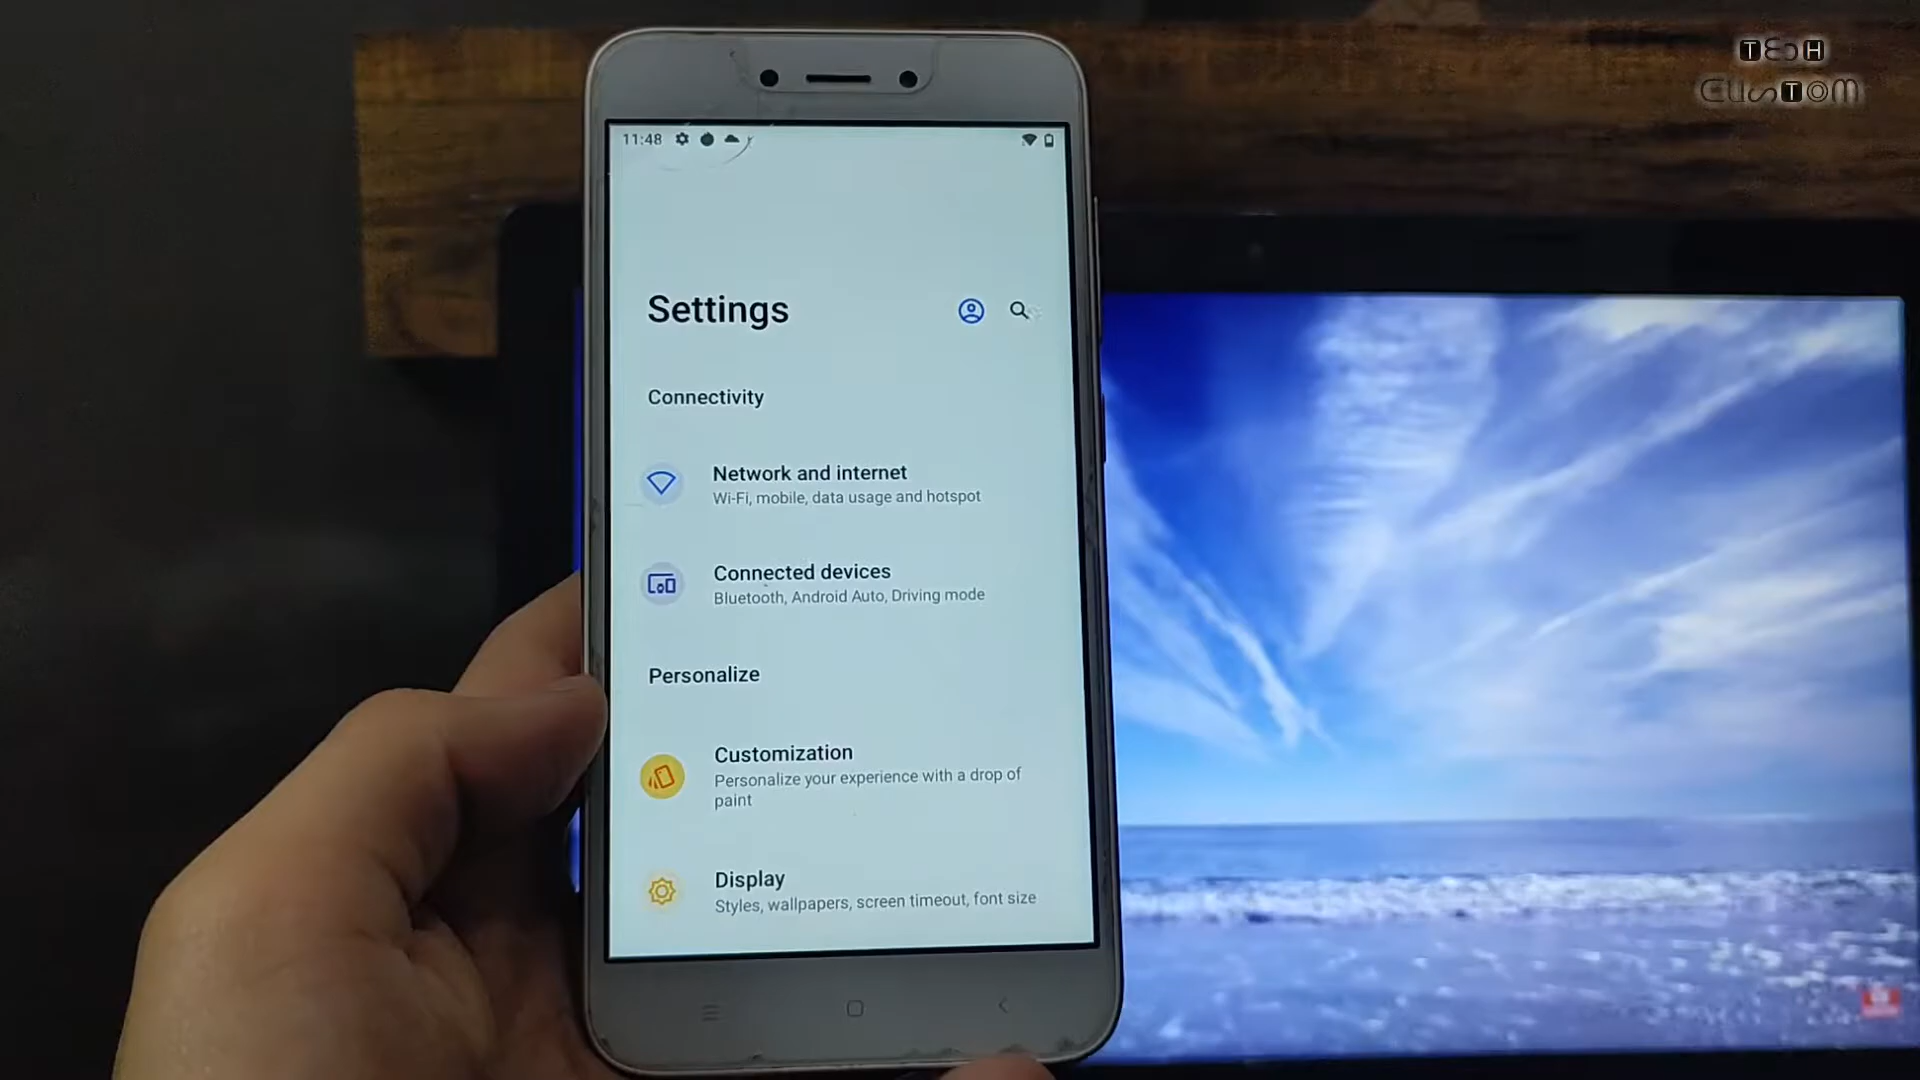 TECH
CUSTOM
11:48
Settings
Connectivity
Network and internet
Wi-Fi, mobile, data usage and hotspot
Connected devices
Bluetooth, Android Auto, Driving mode
Personalize
Customization
Personalize your experience with a drop of
paint
Display
Styles, wallpapers, screen timeout, font size